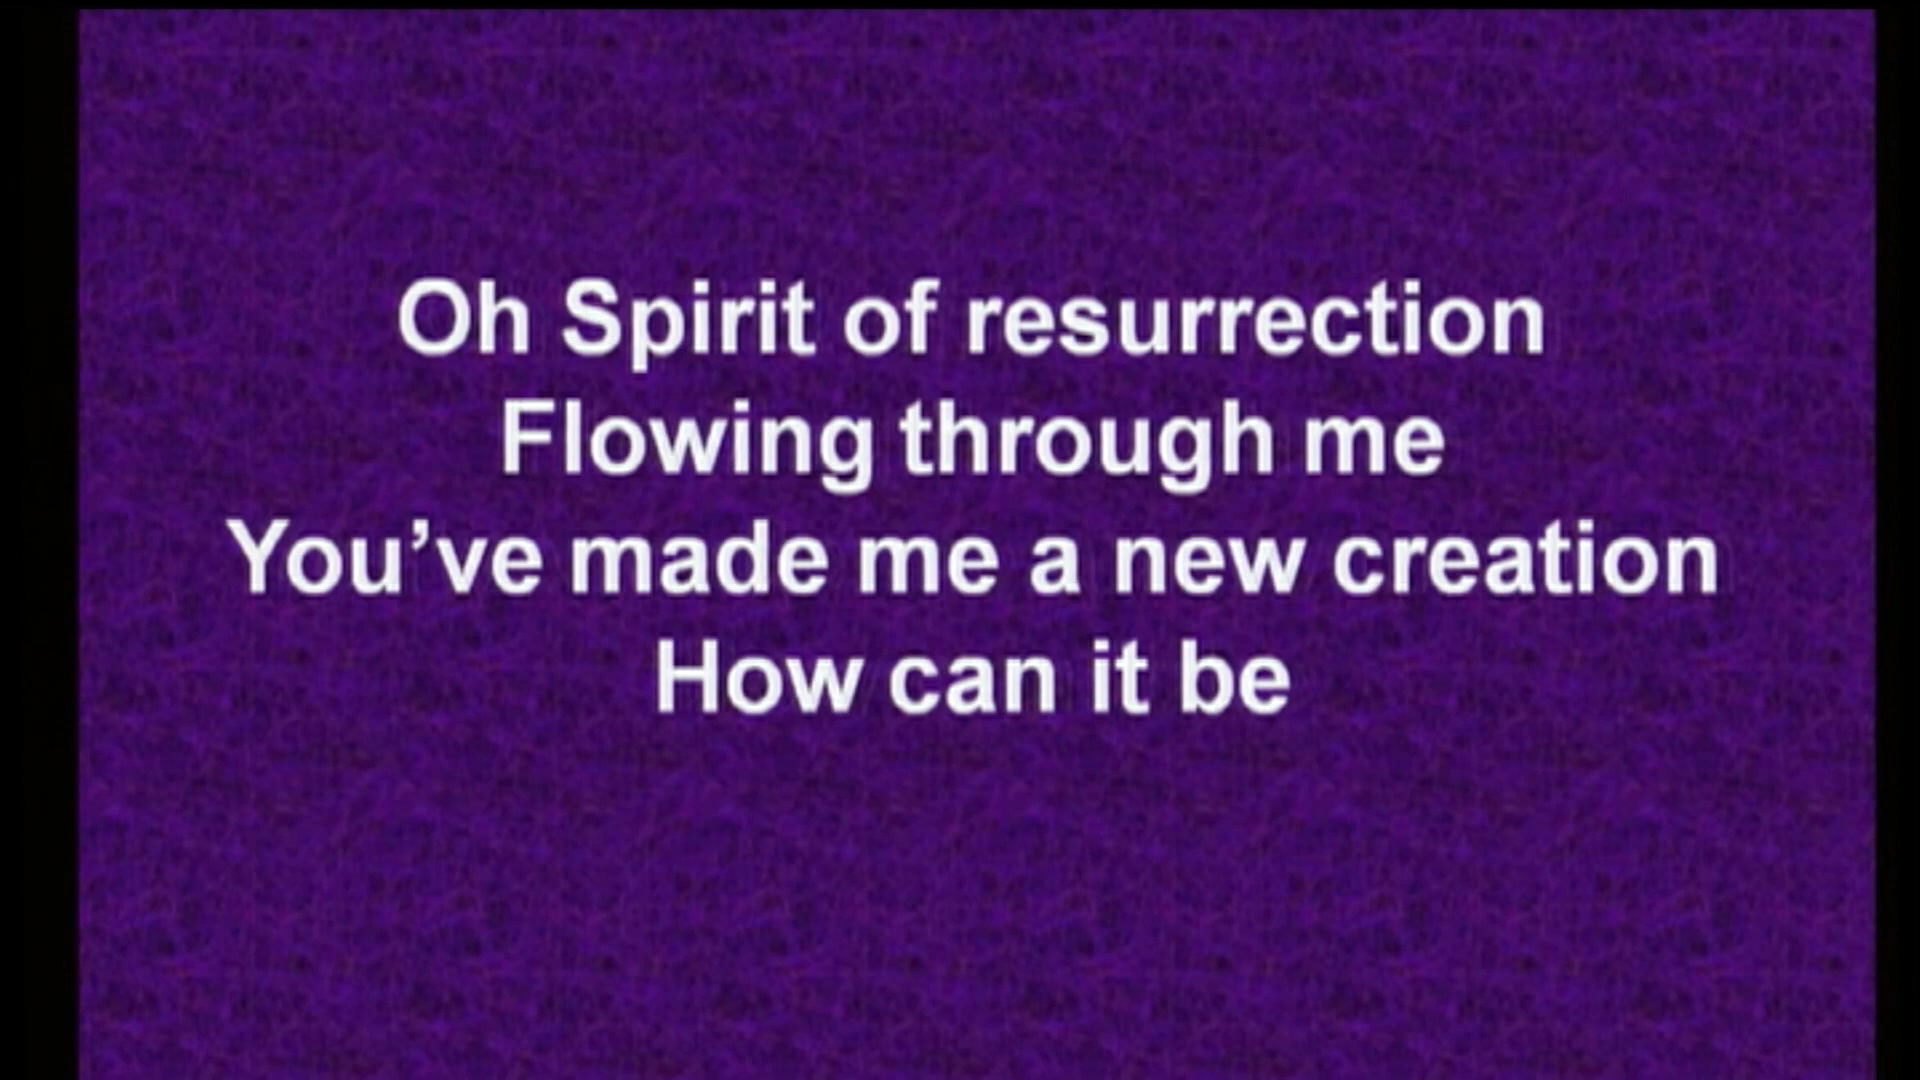 Oh Spirit of resurrection
Flowing through me
You’ve made me a new creation
How can it be